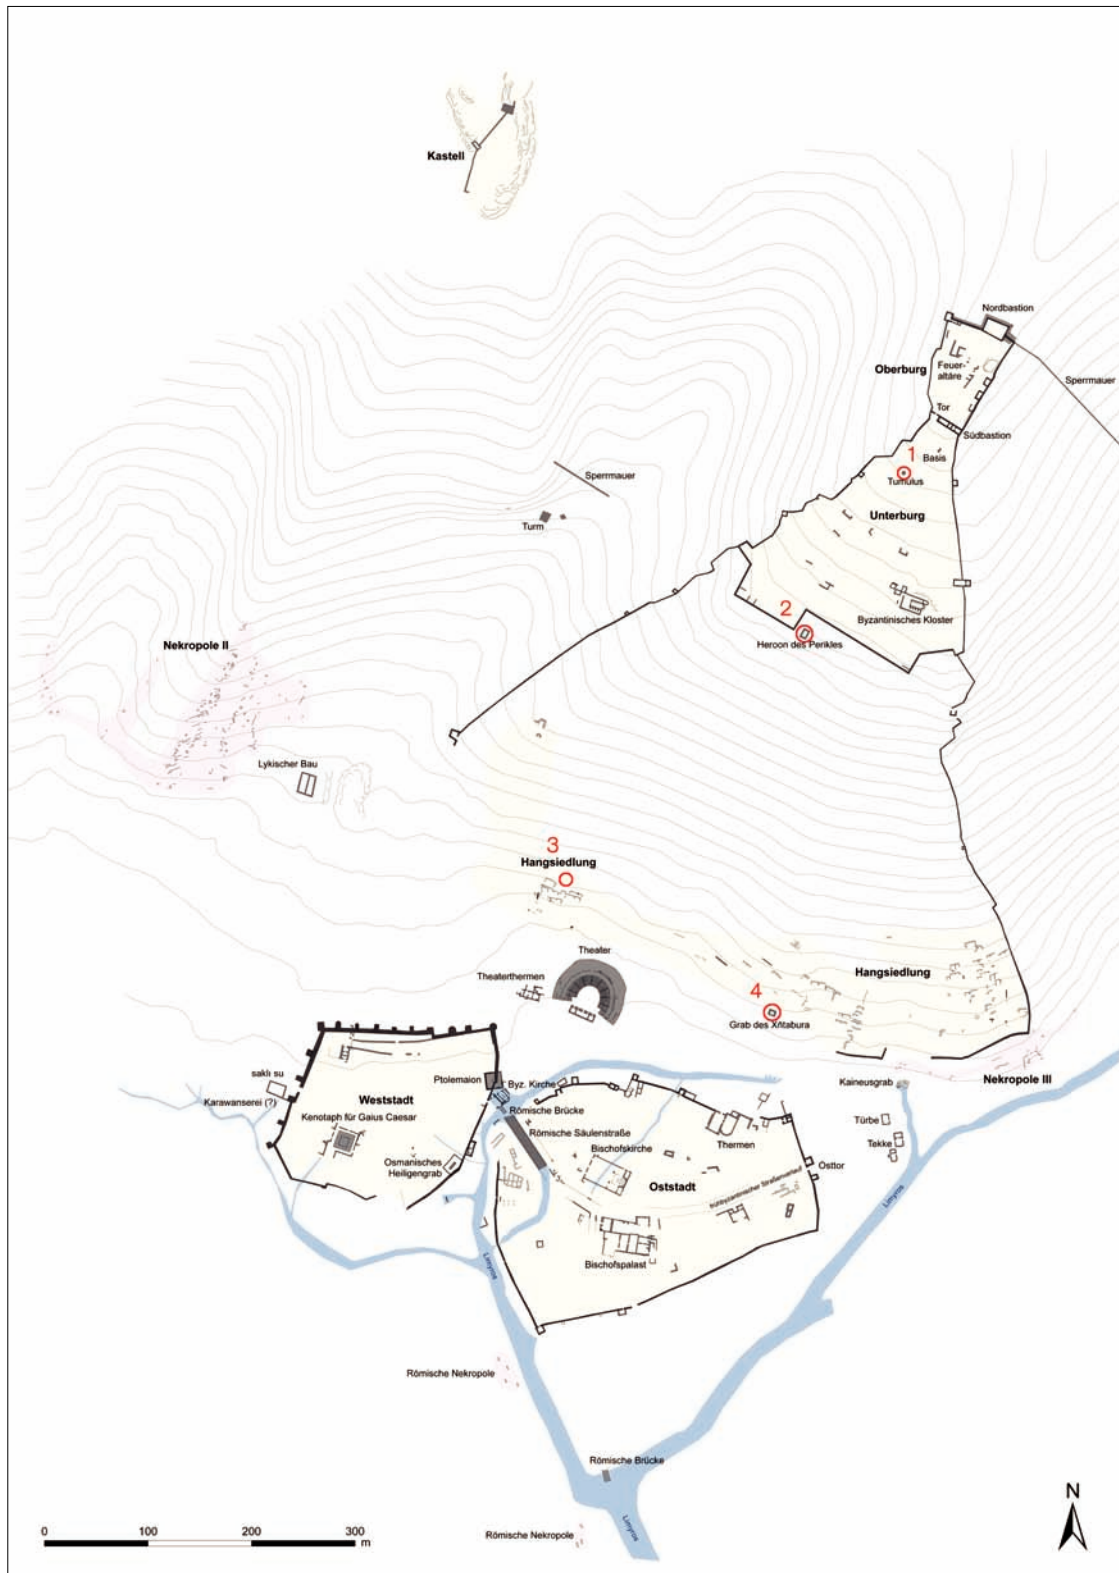 Kastell
Nordbastion
Oberburg
Feuer-
altäre
Sperrmauer
Tor
Südbastion
1
Basis
Tumulus
Sperrmauer
Turm
Unterburg
2
Byzantinisches Kloster
Heroon des Perikles
Nekropole II
Lykischer Bau
3
Hangsiedlung
Theater
Theaterthermen
Hangsiedlung
4
Grab des Xñtabura
Nekropole III
saklı su
Karawanserei (?)
Ptolemaion
Byz. Kirche
Weststadt
Kenotaph für Gaius Caesar
Römische Brücke
Römische Säulenstraße
Osmanisches
Heiligengrab
Bischofskirche
Thermen
Kaineusgrab
Türbe
Tekke
Oststadt
Osttor
frühbyzantinischer Straßenverlauf
Bischofspalast
Limyros
Limyros
Römische Nekropole
Römische Brücke
Limyros
Römische Nekropole
N
0 100 200 300
m